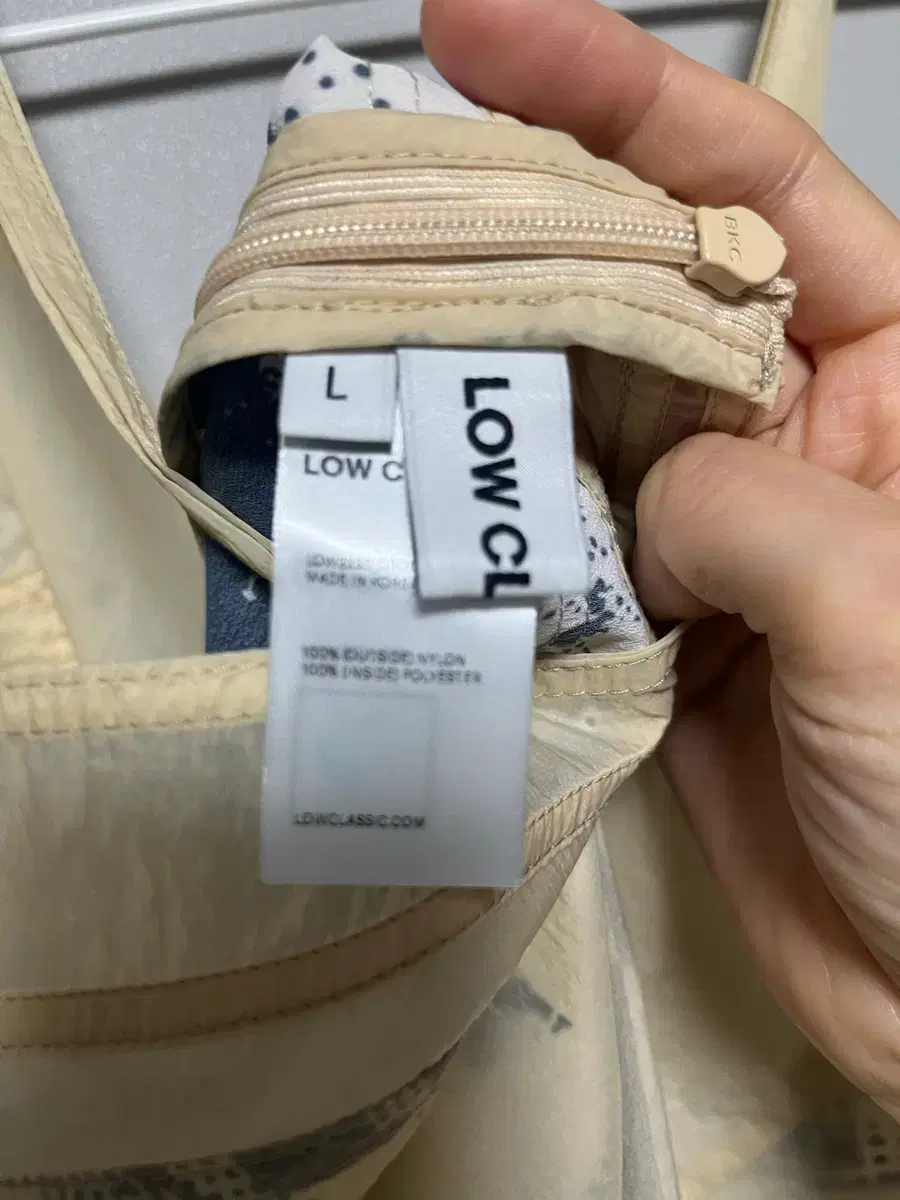 BKC
L
LOW CL
LOW C
MADE IN KOREA
100% (OUTSIDE) NYLON
100% (INSIDE) POLYESTER
LOWCLASSIC.COM